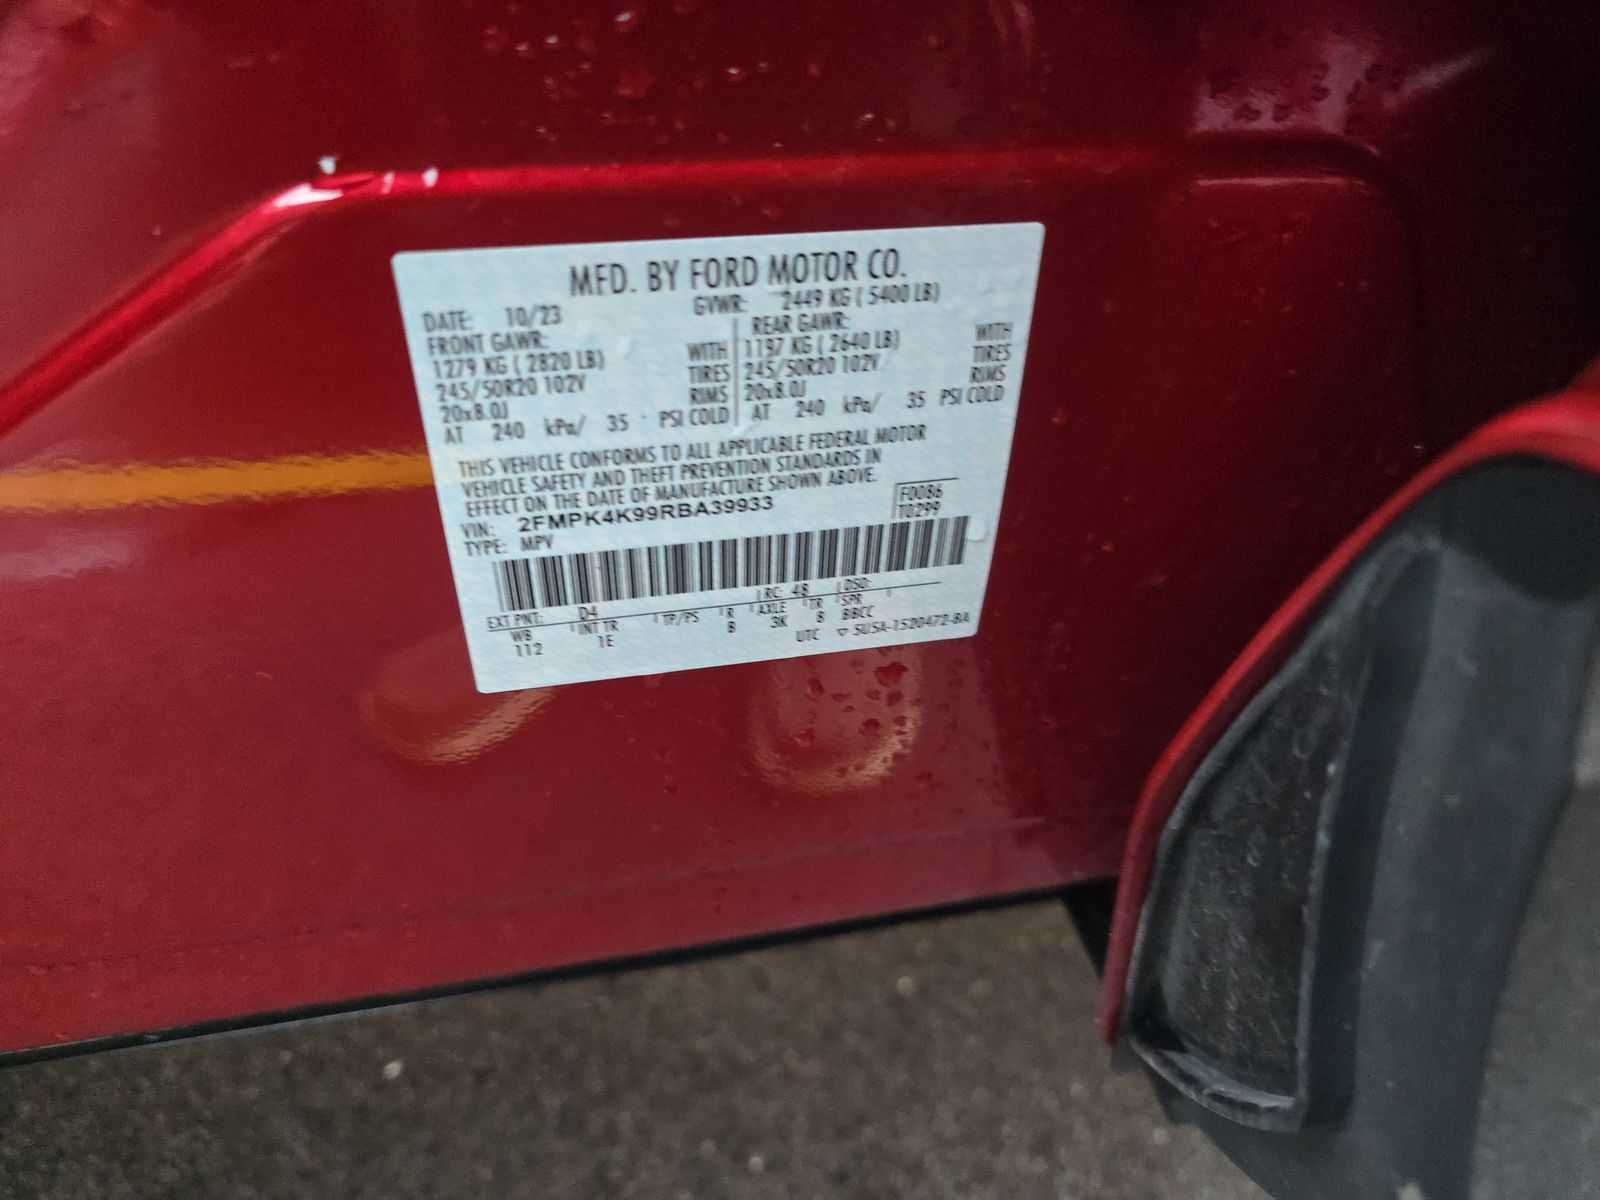 MFD. BY FORD MOTOR CO.
DATE: 10/23 GVWR: 2449 KG ( 5400 LB)
FRONT GAWR: REAR GAWR:
1279 KG ( 2820 LB) WITH 1197 KG ( 2640 LB) WITH
245/50R20 102V TIRES 245/50R20 102V TIRES
20x8.0J RIMS 20x8.0J RIMS
AT 240 kPa/ 35 PSI COLD AT 240 kPa/ 35 PSI COLD
THIS VEHICLE CONFORMS TO ALL APPLICABLE FEDERAL MOTOR
VEHICLE SAFETY AND THEFT PREVENTION STANDARDS IN
EFFECT ON THE DATE OF MANUFACTURE SHOWN ABOVE.
VIN: 2FMPK4K99RBA39933 F0086
TYPE: MPV T0299
EXT PNT: D4 RC: 48 DSO:
WB INT TR TP/PS R AXLE TR SPR
112 1E B 3K 8 BBCC
UTC ▽ 5U5A-1520472-BA